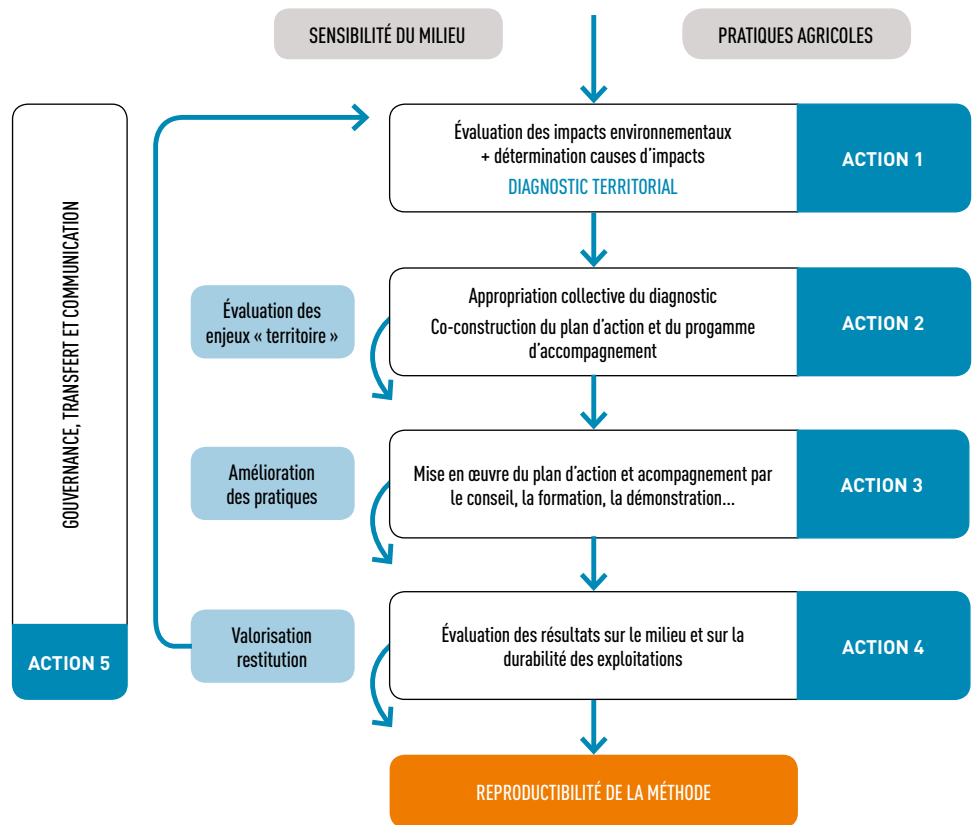 SENSIBILITÉ DU MILIEU
PRATIQUES AGRICOLES
GOUVERNANCE, TRANSFERT ET COMMUNICATION
ACTION 5
Évaluation des impacts environnementaux
+ détermination causes d'impacts
DIAGNOSTIC TERRITORIAL
ACTION 1
Évaluation des
enjeux « territoire »
Appropriation collective du diagnostic
Co-construction du plan d'action et du progamme
d'accompagnement
ACTION 2
Amélioration
des pratiques
Mise en œuvre du plan d'action et acompagnement par
le conseil, la formation, la démonstration...
ACTION 3
Valorisation
restitution
Évaluation des résultats sur le milieu et sur la
durabilité des exploitations
ACTION 4
REPRODUCTIBILITÉ DE LA MÉTHODE